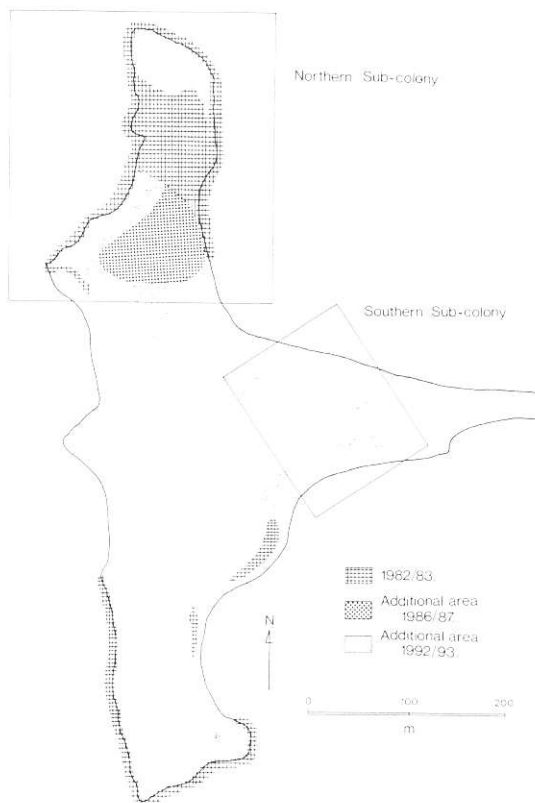 Northern Sub-colony
Southern Sub-colony
1982/83.
Additional area
1986/87
Additional area
1992/93.
N
0 100 200
m